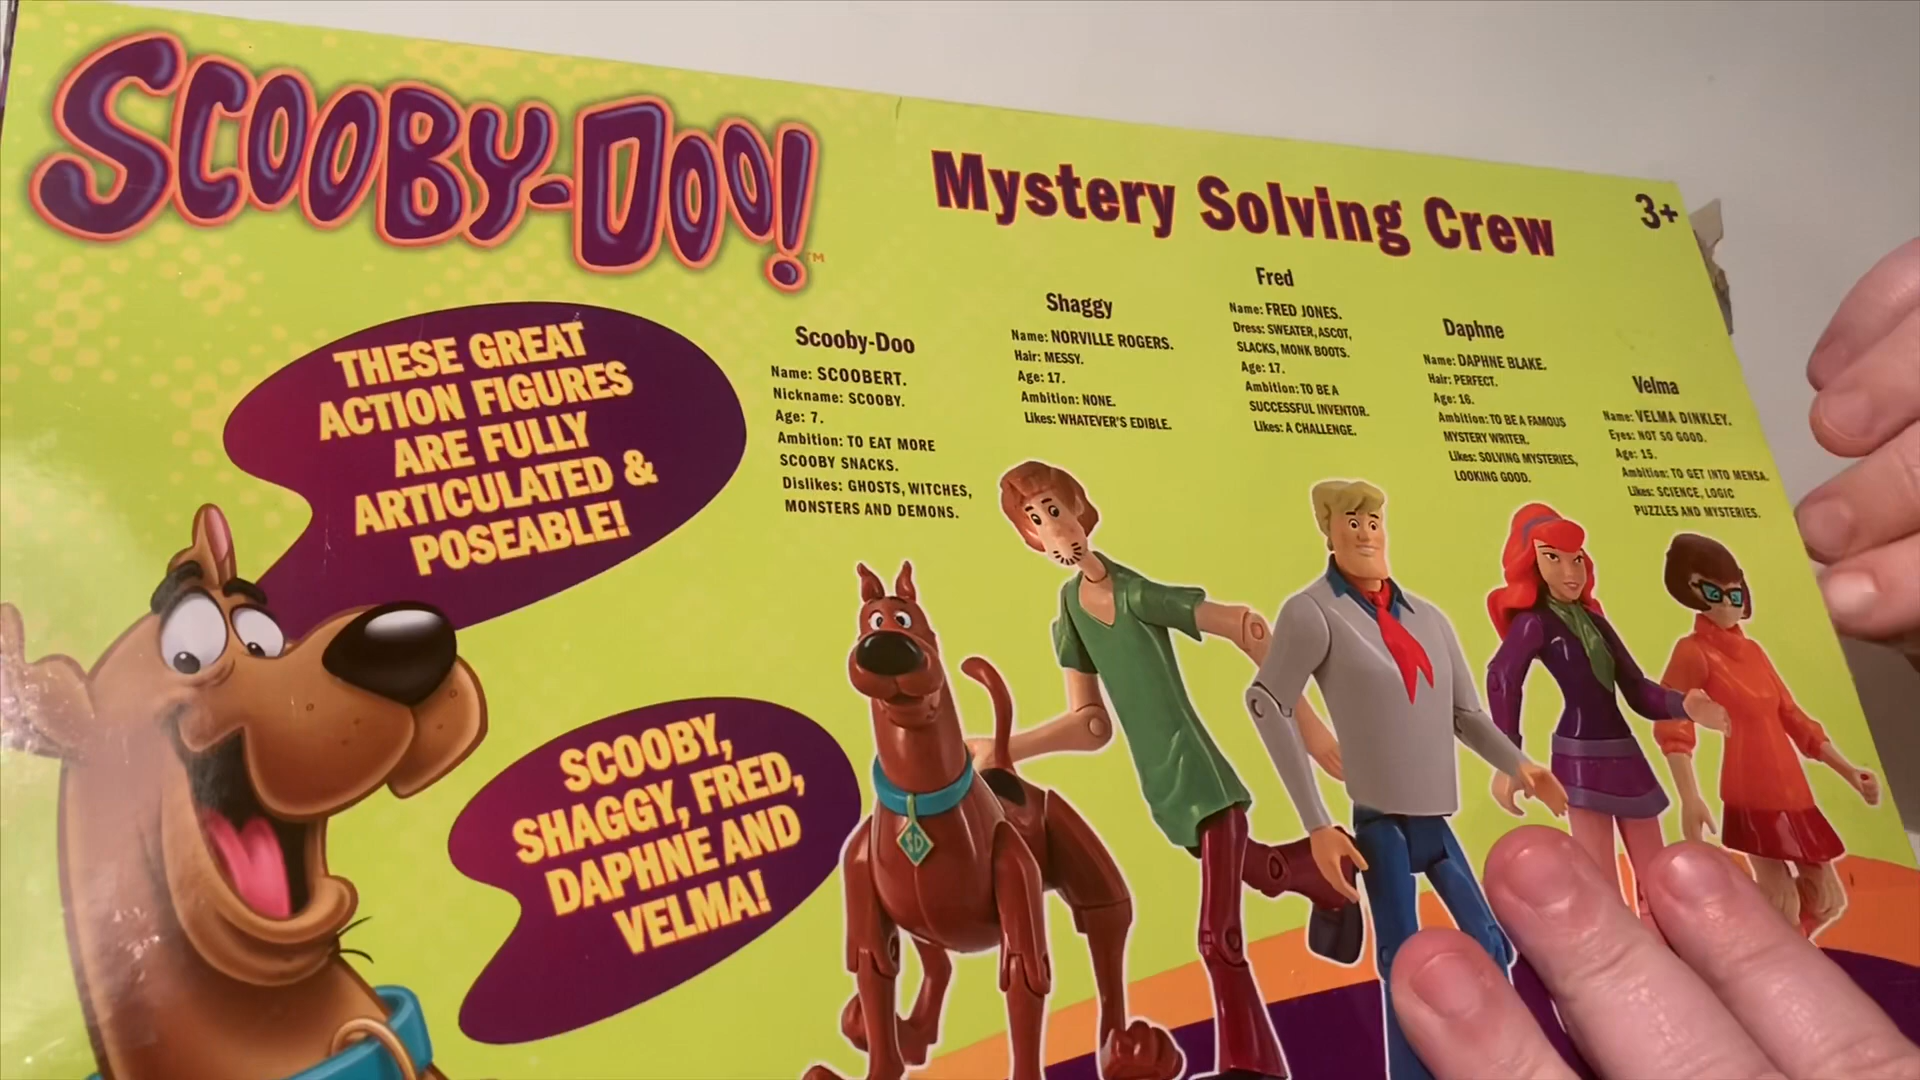 SCOOBY-DOO!™
Mystery Solving Crew
3+
THESE GREAT
ACTION FIGURES
ARE FULLY
ARTICULATED &
POSEABLE!
Scooby-Doo
Name: SCOOBERT.
Nickname: SCOOBY.
Age: 7.
Ambition: TO EAT MORE
SCOOBY SNACKS.
Dislikes: GHOSTS, WITCHES,
MONSTERS AND DEMONS.
Shaggy
Name: NORVILLE ROGERS.
Hair: MESSY.
Age: 17.
Ambition: NONE.
Likes: WHATEVER'S EDIBLE.
Fred
Name: FRED JONES.
Dress: SWEATER, ASCOT,
SLACKS, MONK BOOTS.
Age: 17.
Ambition: TO BE A
SUCCESSFUL INVENTOR.
Likes: A CHALLENGE.
Daphne
Name: DAPHNE BLAKE.
Hair: PERFECT.
Age: 16.
Ambition: TO BE A FAMOUS
MYSTERY WRITER.
Likes: SOLVING MYSTERIES,
LOOKING GOOD.
Velma
Name: VELMA DINKLEY.
Eyes: NOT SO GOOD.
Age: 15.
Ambition: TO GET INTO MENSA.
Likes: SCIENCE, LOGIC
PUZZLES AND MYSTERIES.
SCOOBY,
SHAGGY, FRED,
DAPHNE AND
VELMA!
SD